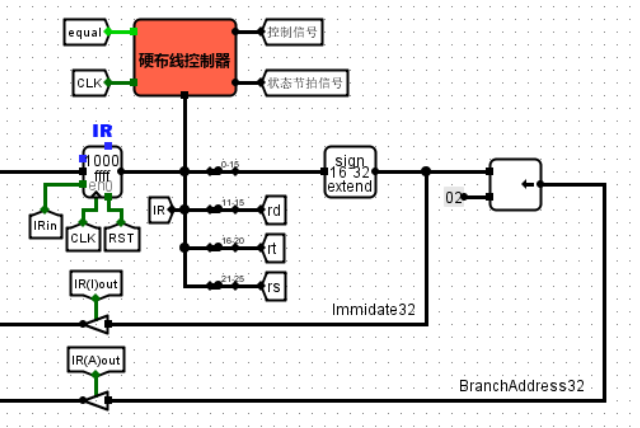 equal
控制信号
硬布线控制器
CLK
状态节拍信号
IR
1000
ffff
eno
0-15
sign
16 32
extend
02
IR
11-15
rd
IRin
CLK
RST
16-20
rt
21-25
rs
IR(I)out
Immidate32
IR(A)out
BranchAddress32